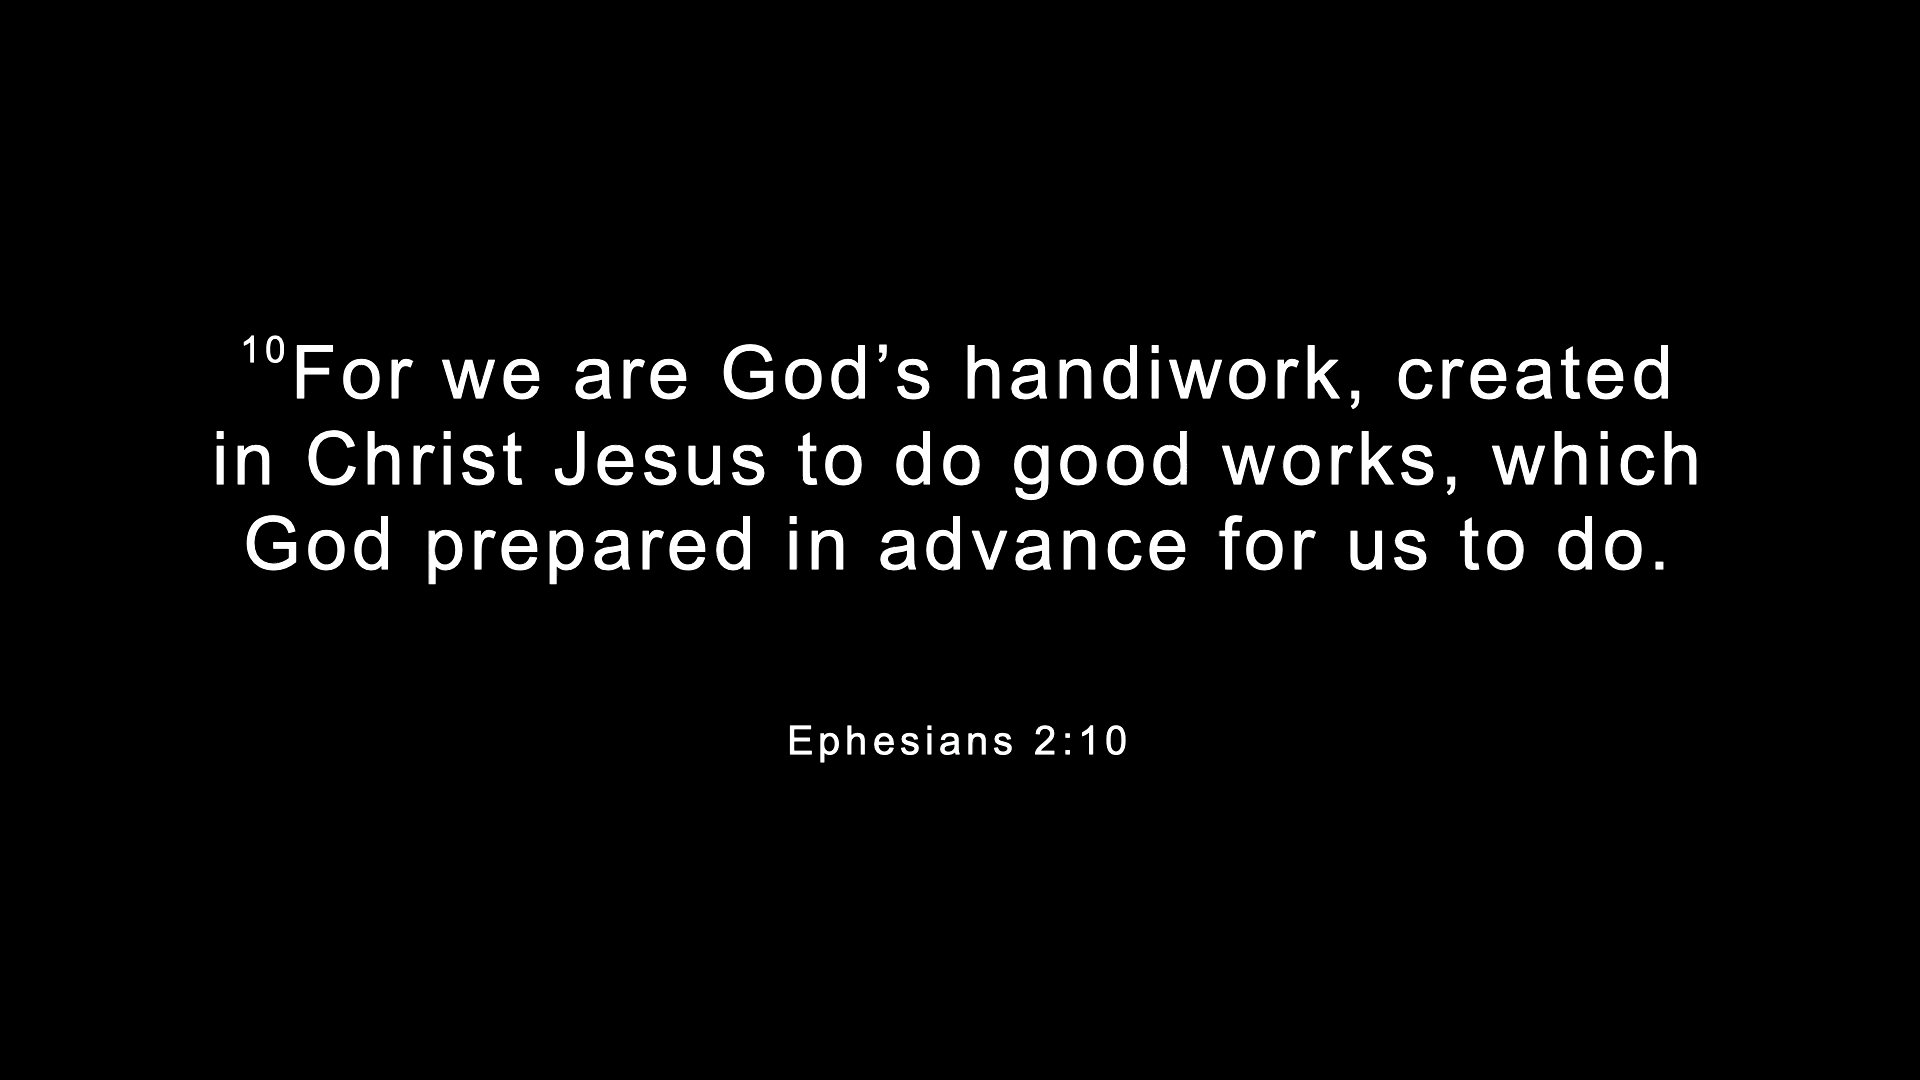 10For we are God’s handiwork, created
in Christ Jesus to do good works, which
God prepared in advance for us to do.
Ephesians 2:10